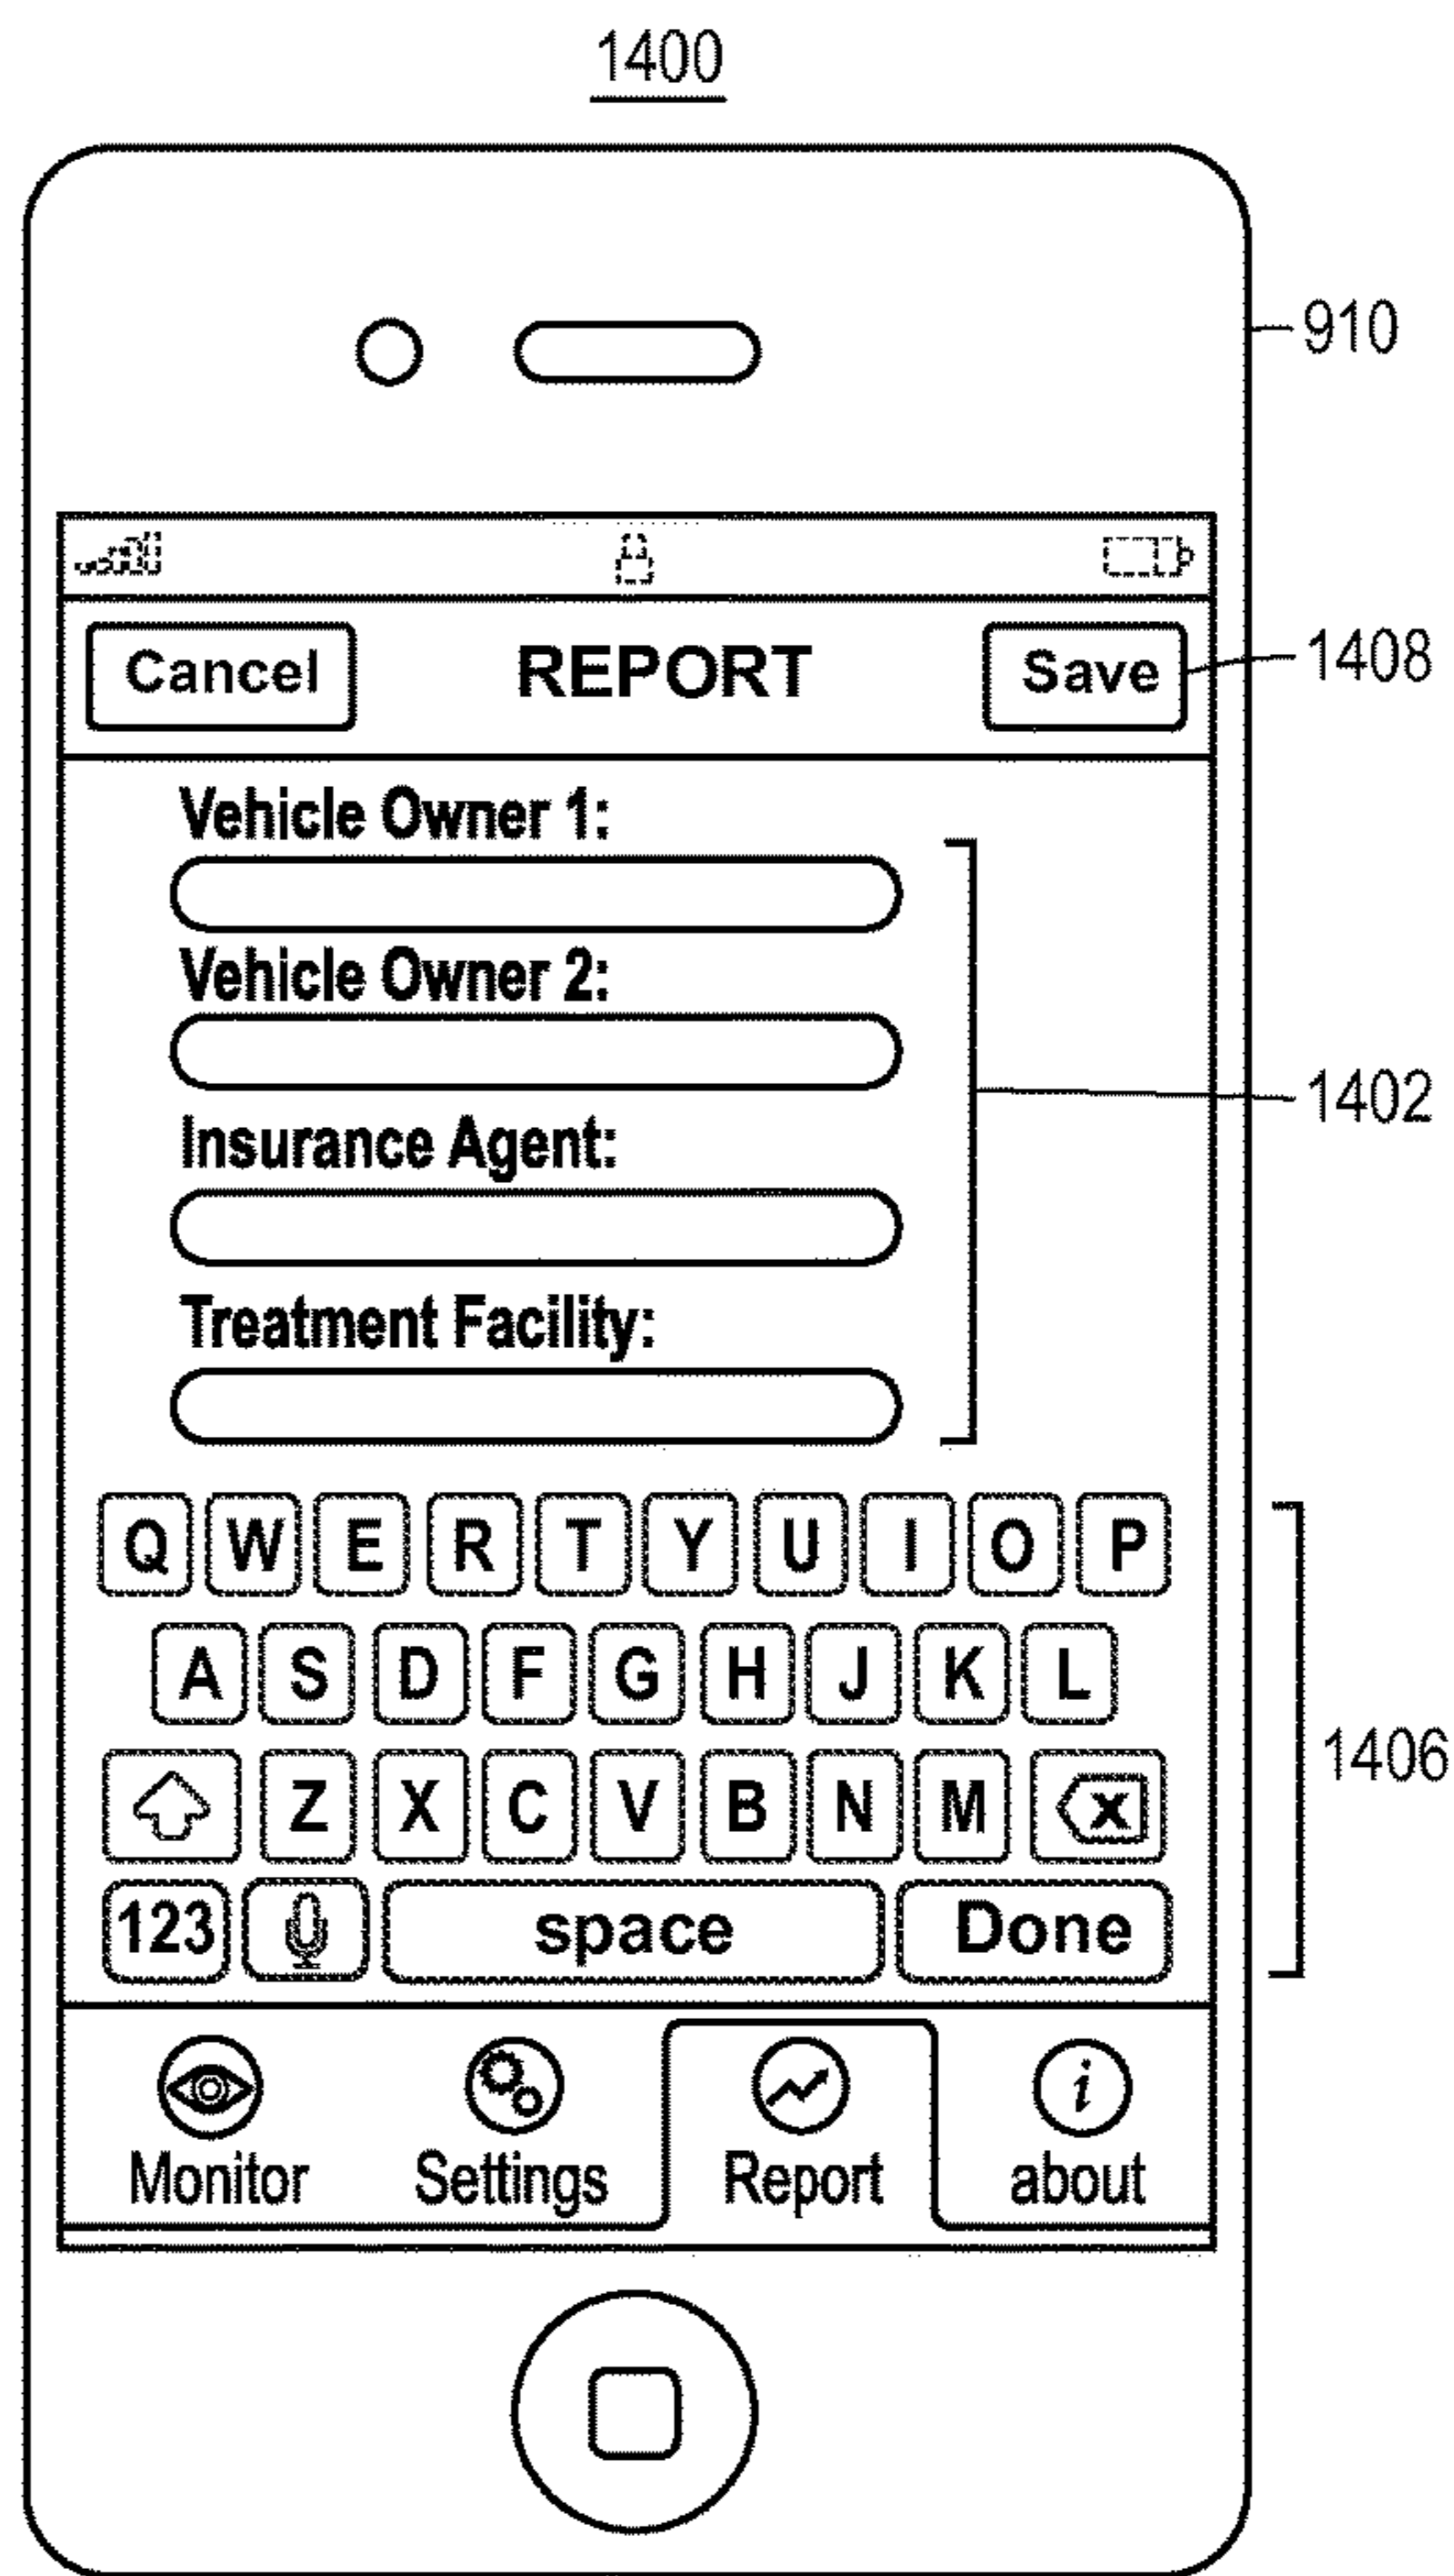 1400
910
Cancel REPORT Save
1408
Vehicle Owner 1:
Vehicle Owner 2:
1402
Insurance Agent:
Treatment Facility:
Q W E R T Y U I O P
A S D F G H J K L
1406
Z X C V B N M X
123 space Done
i
Monitor Settings Report about